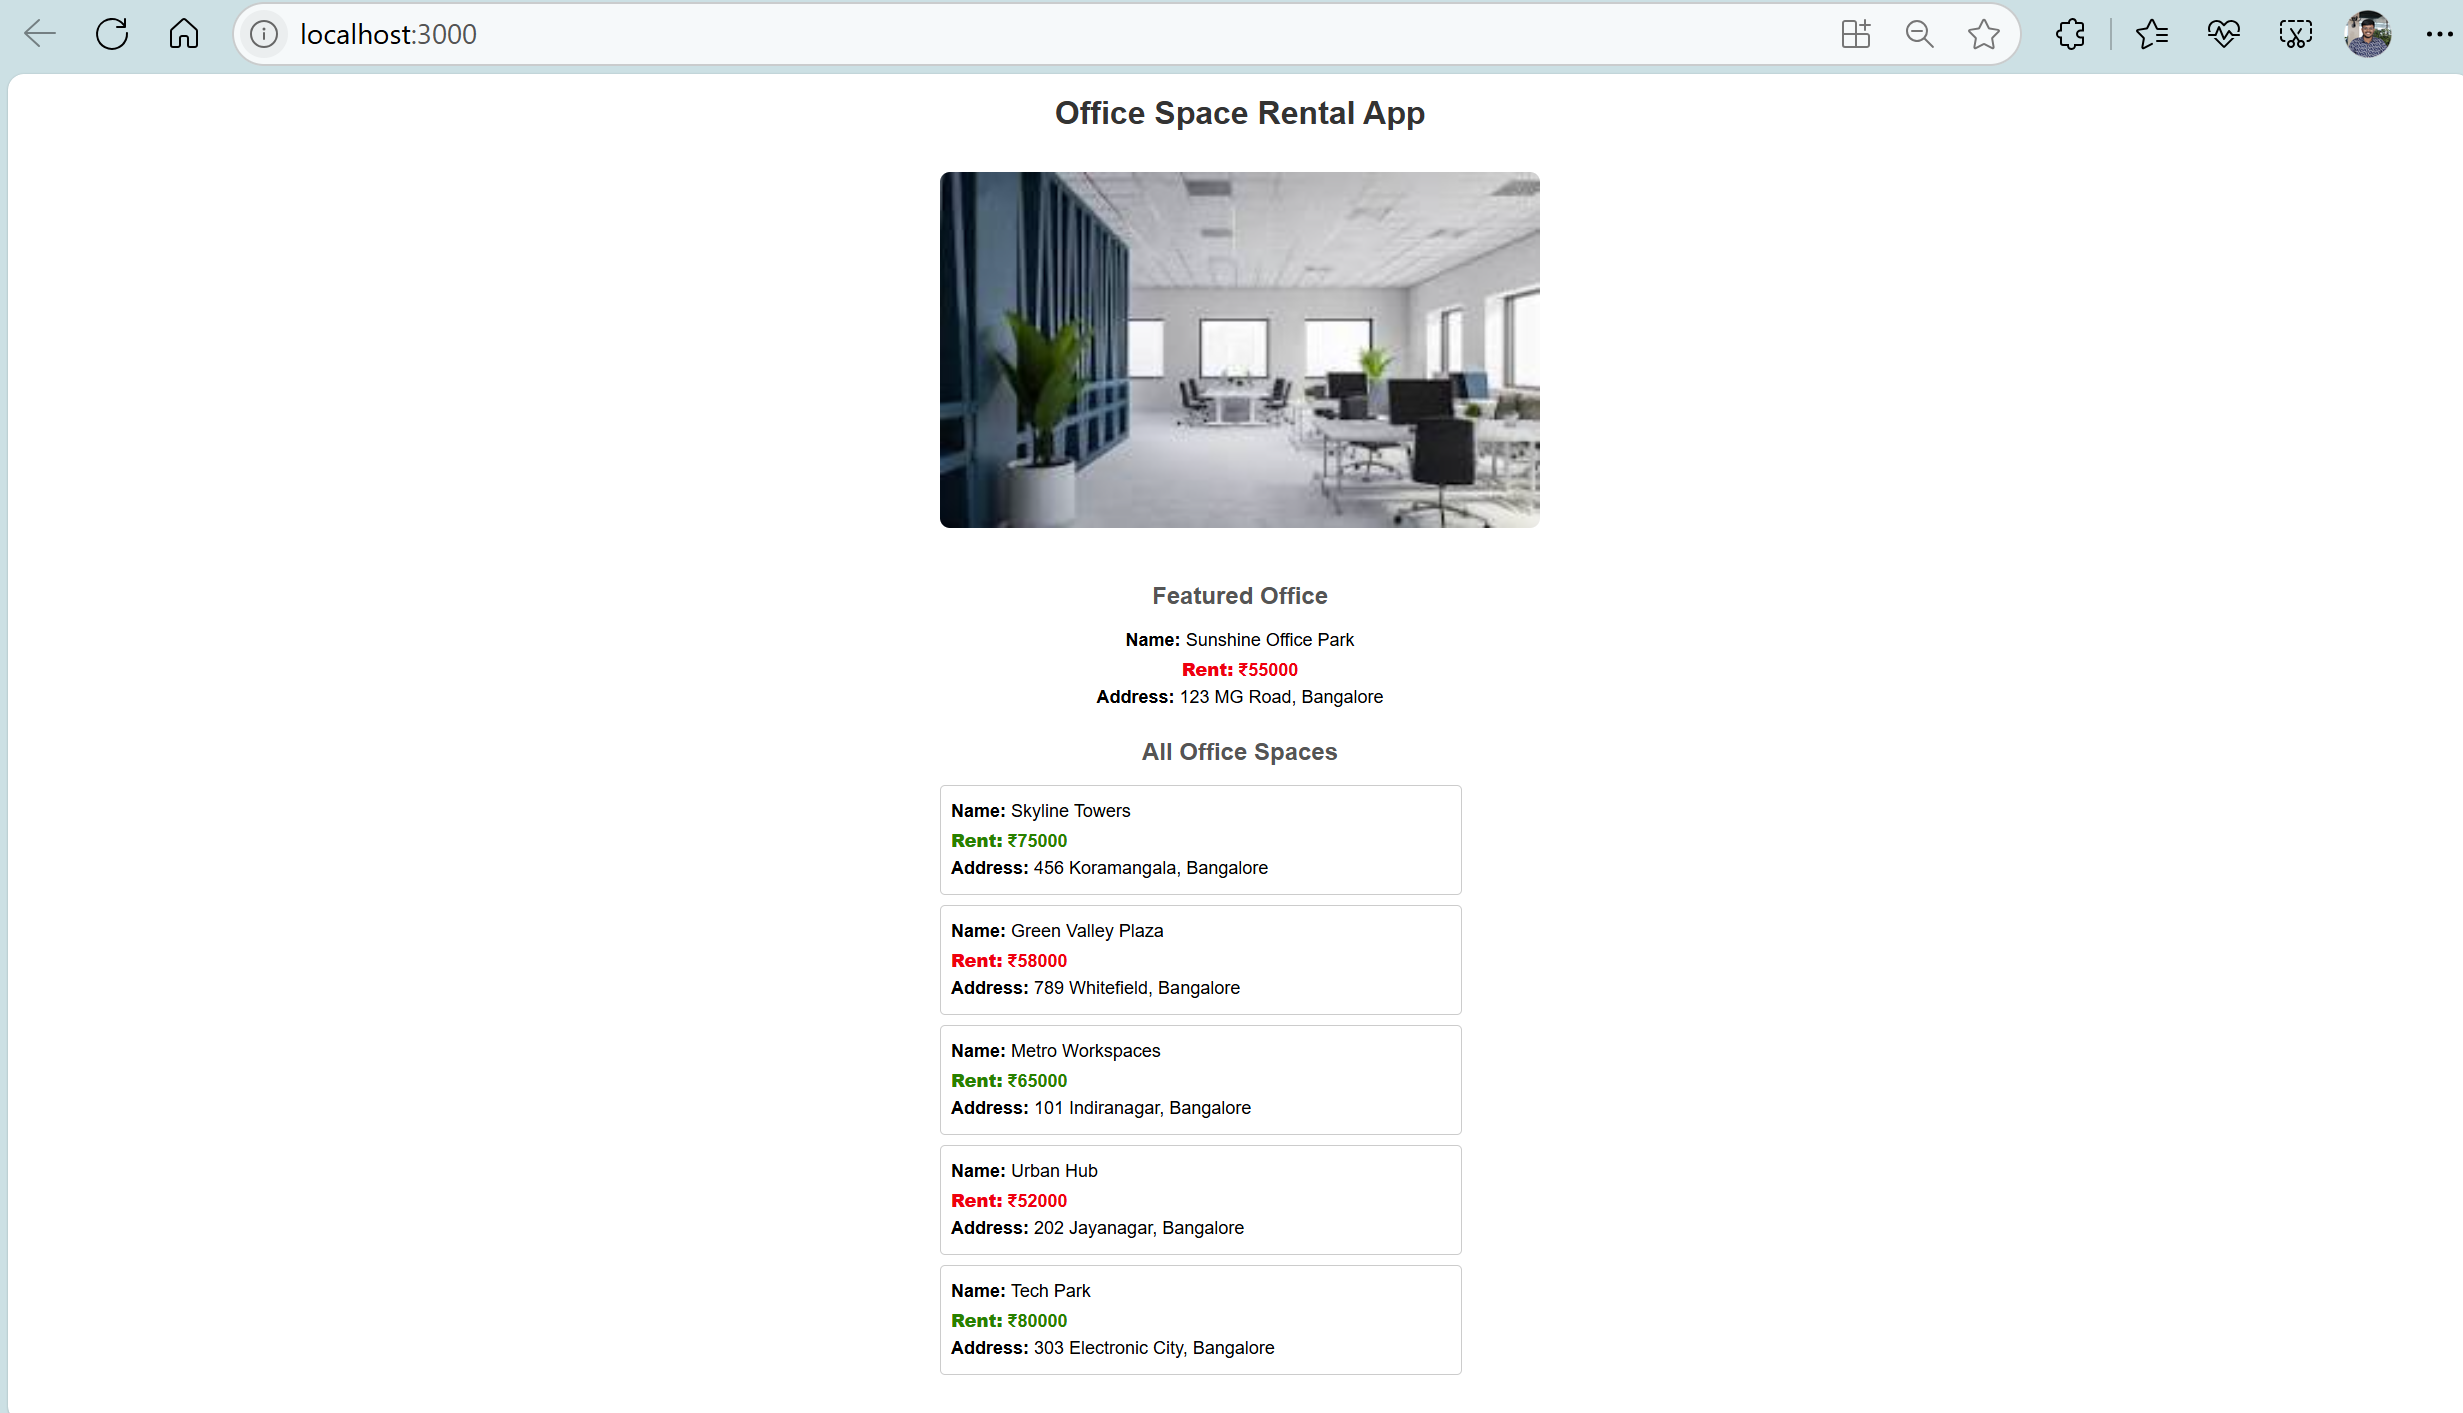 localhost:3000
Office Space Rental App
Featured Office
Name: Sunshine Office Park
Rent: ₹55000
Address: 123 MG Road, Bangalore
All Office Spaces
Name: Skyline Towers
Rent: ₹75000
Address: 456 Koramangala, Bangalore
Name: Green Valley Plaza
Rent: ₹58000
Address: 789 Whitefield, Bangalore
Name: Metro Workspaces
Rent: ₹65000
Address: 101 Indiranagar, Bangalore
Name: Urban Hub
Rent: ₹52000
Address: 202 Jayanagar, Bangalore
Name: Tech Park
Rent: ₹80000
Address: 303 Electronic City, Bangalore